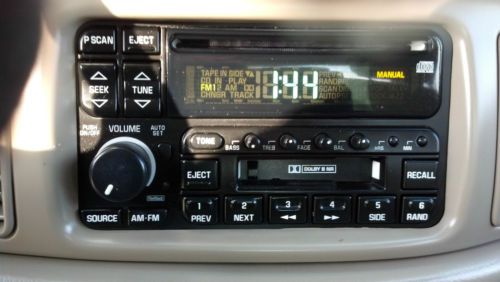 P SCAN
EJECT
TAPE IN SIDE
CD IN - PLAY
FM1 2 AM
CHNGR TRACK
1:44
PREV
RAND
SCAN
AUTO
MANUAL
SEEK
TUNE
PUSH ON/OFF
VOLUME
AUTO SET
TONE
BASS
TREB
FADE
BAL
EJECT
DOLBY B NR
RECALL
SOURCE
AM-FM
1 PREV
2 NEXT
3
4
5 SIDE
6 RAND